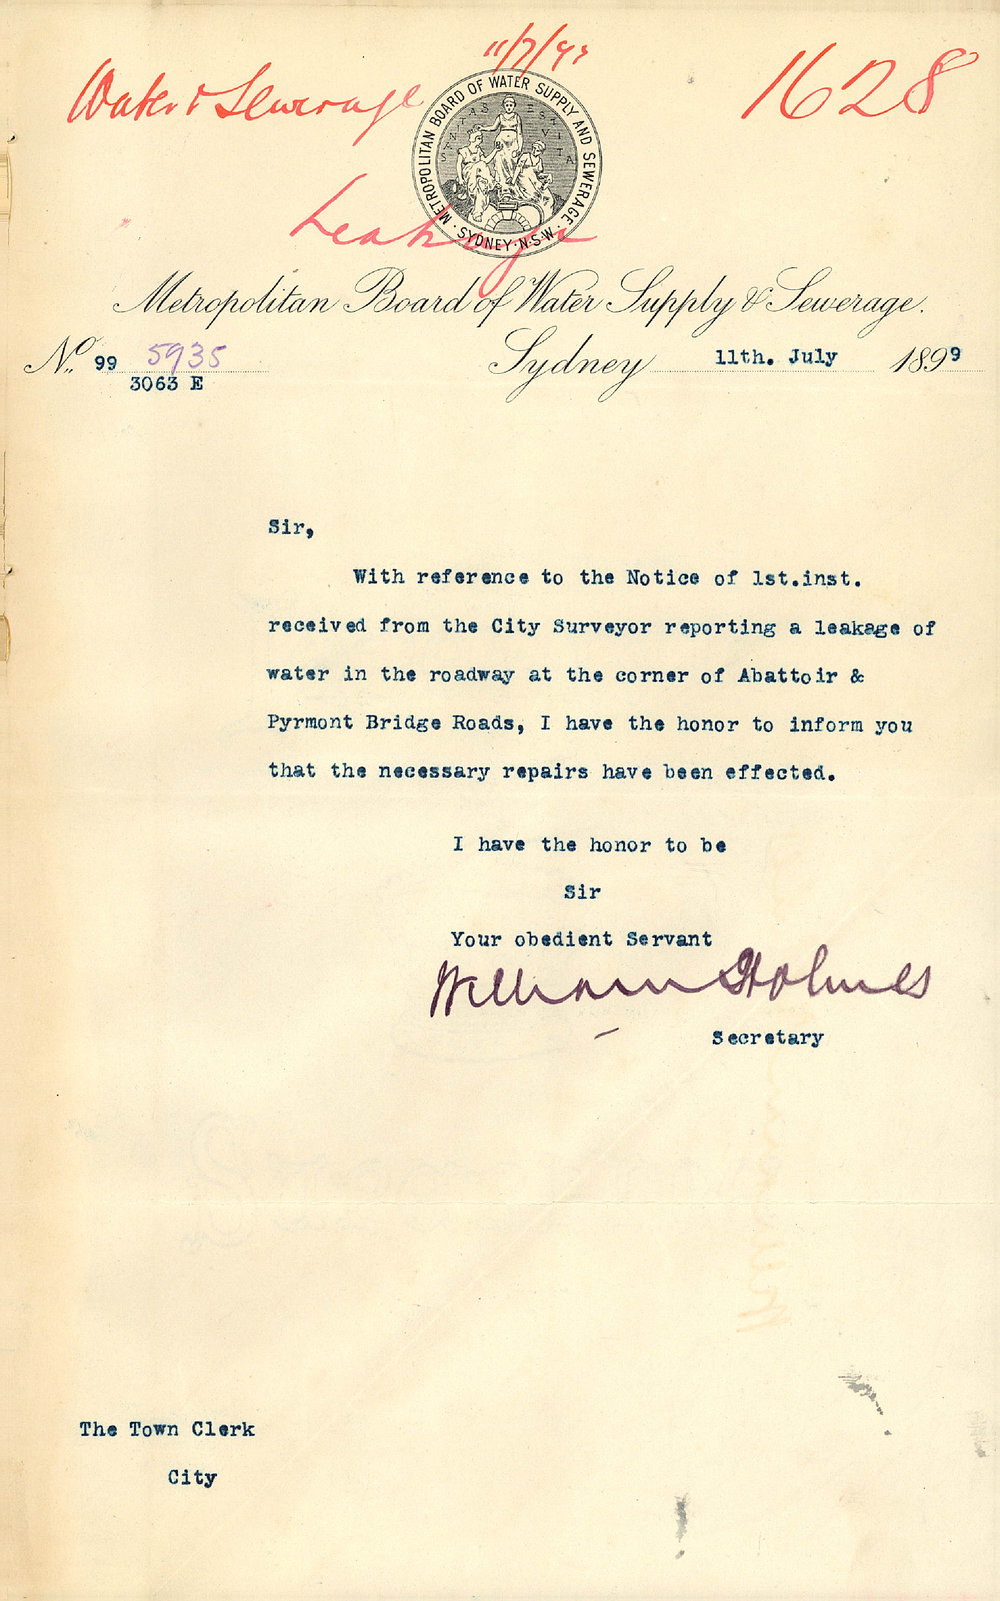 11/7/99
Water & Sewerage
1628
METROPOLITAN BOARD OF WATER SUPPLY AND SEWERAGE.
SANITAS EST VITA
· SYDNEY · N·S·W ·
Leakage
Metropolitan Board of Water Supply & Sewerage.
No. 99 5935
3063 E
Sydney 11th. July 1899
Sir,
With reference to the Notice of 1st.inst.
received from the City Surveyor reporting a leakage of
water in the roadway at the corner of Abattoir &
Pyrmont Bridge Roads, I have the honor to inform you
that the necessary repairs have been effected.
I have the honor to be
Sir
Your obedient Servant
William Holmes
Secretary
The Town Clerk
City